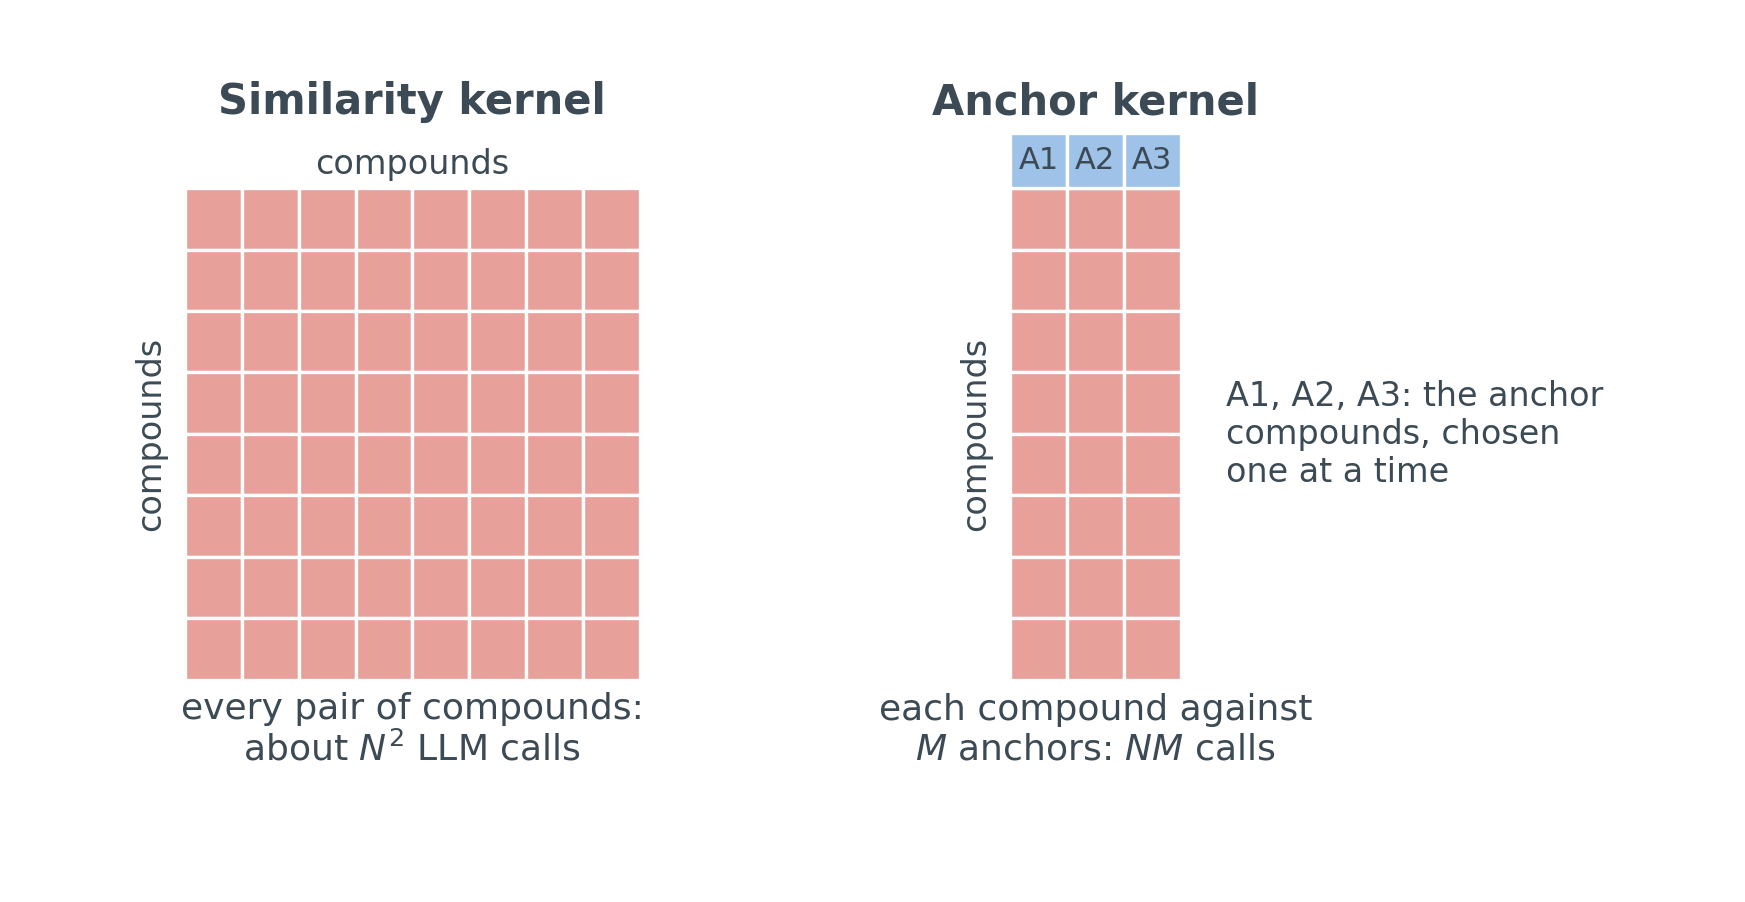 Similarity kernel
compounds
compounds
every pair of compounds:
about N² LLM calls
Anchor kernel
A1 A2 A3
compounds
A1, A2, A3: the anchor
compounds, chosen
one at a time
each compound against
M anchors: NM calls